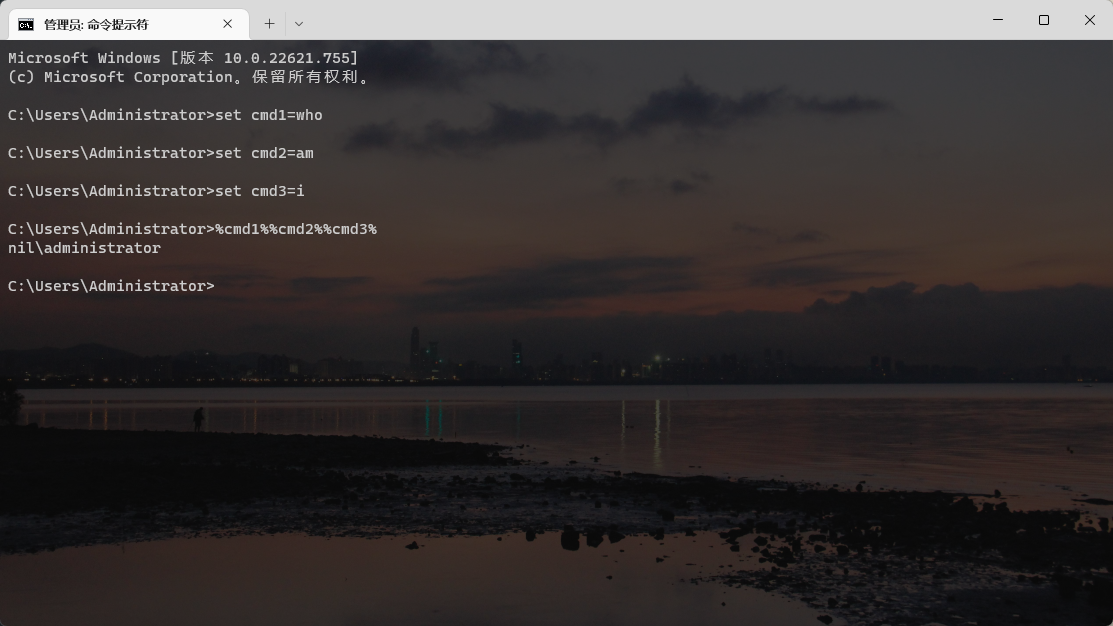 管理员: 命令提示符
Microsoft Windows [版本 10.0.22621.755]
(c) Microsoft Corporation。保留所有权利。
C:\Users\Administrator>set cmd1=who
C:\Users\Administrator>set cmd2=am
C:\Users\Administrator>set cmd3=i
C:\Users\Administrator>%cmd1%%cmd2%%cmd3%
nil\administrator
C:\Users\Administrator>